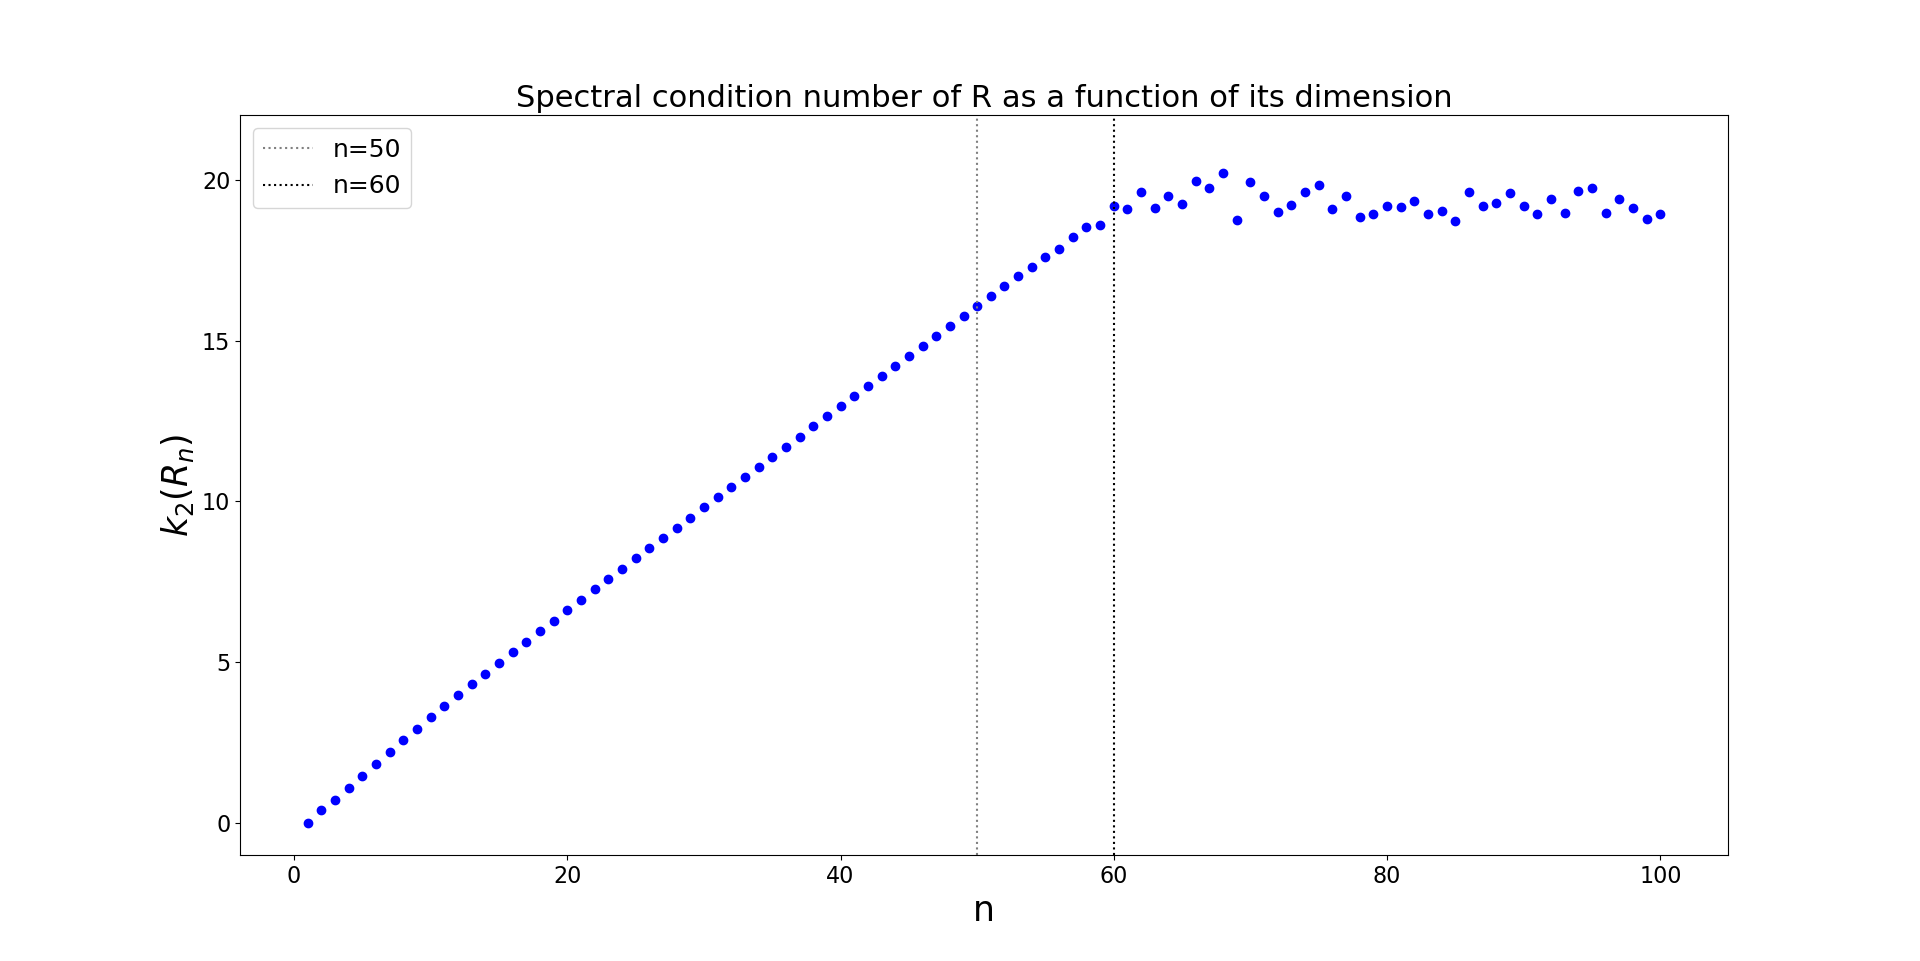 Spectral condition number of R as a function of its dimension
n=50
n=60
20
15
10
5
0
k₂(Rₙ)
0 20 40 60 80 100
n